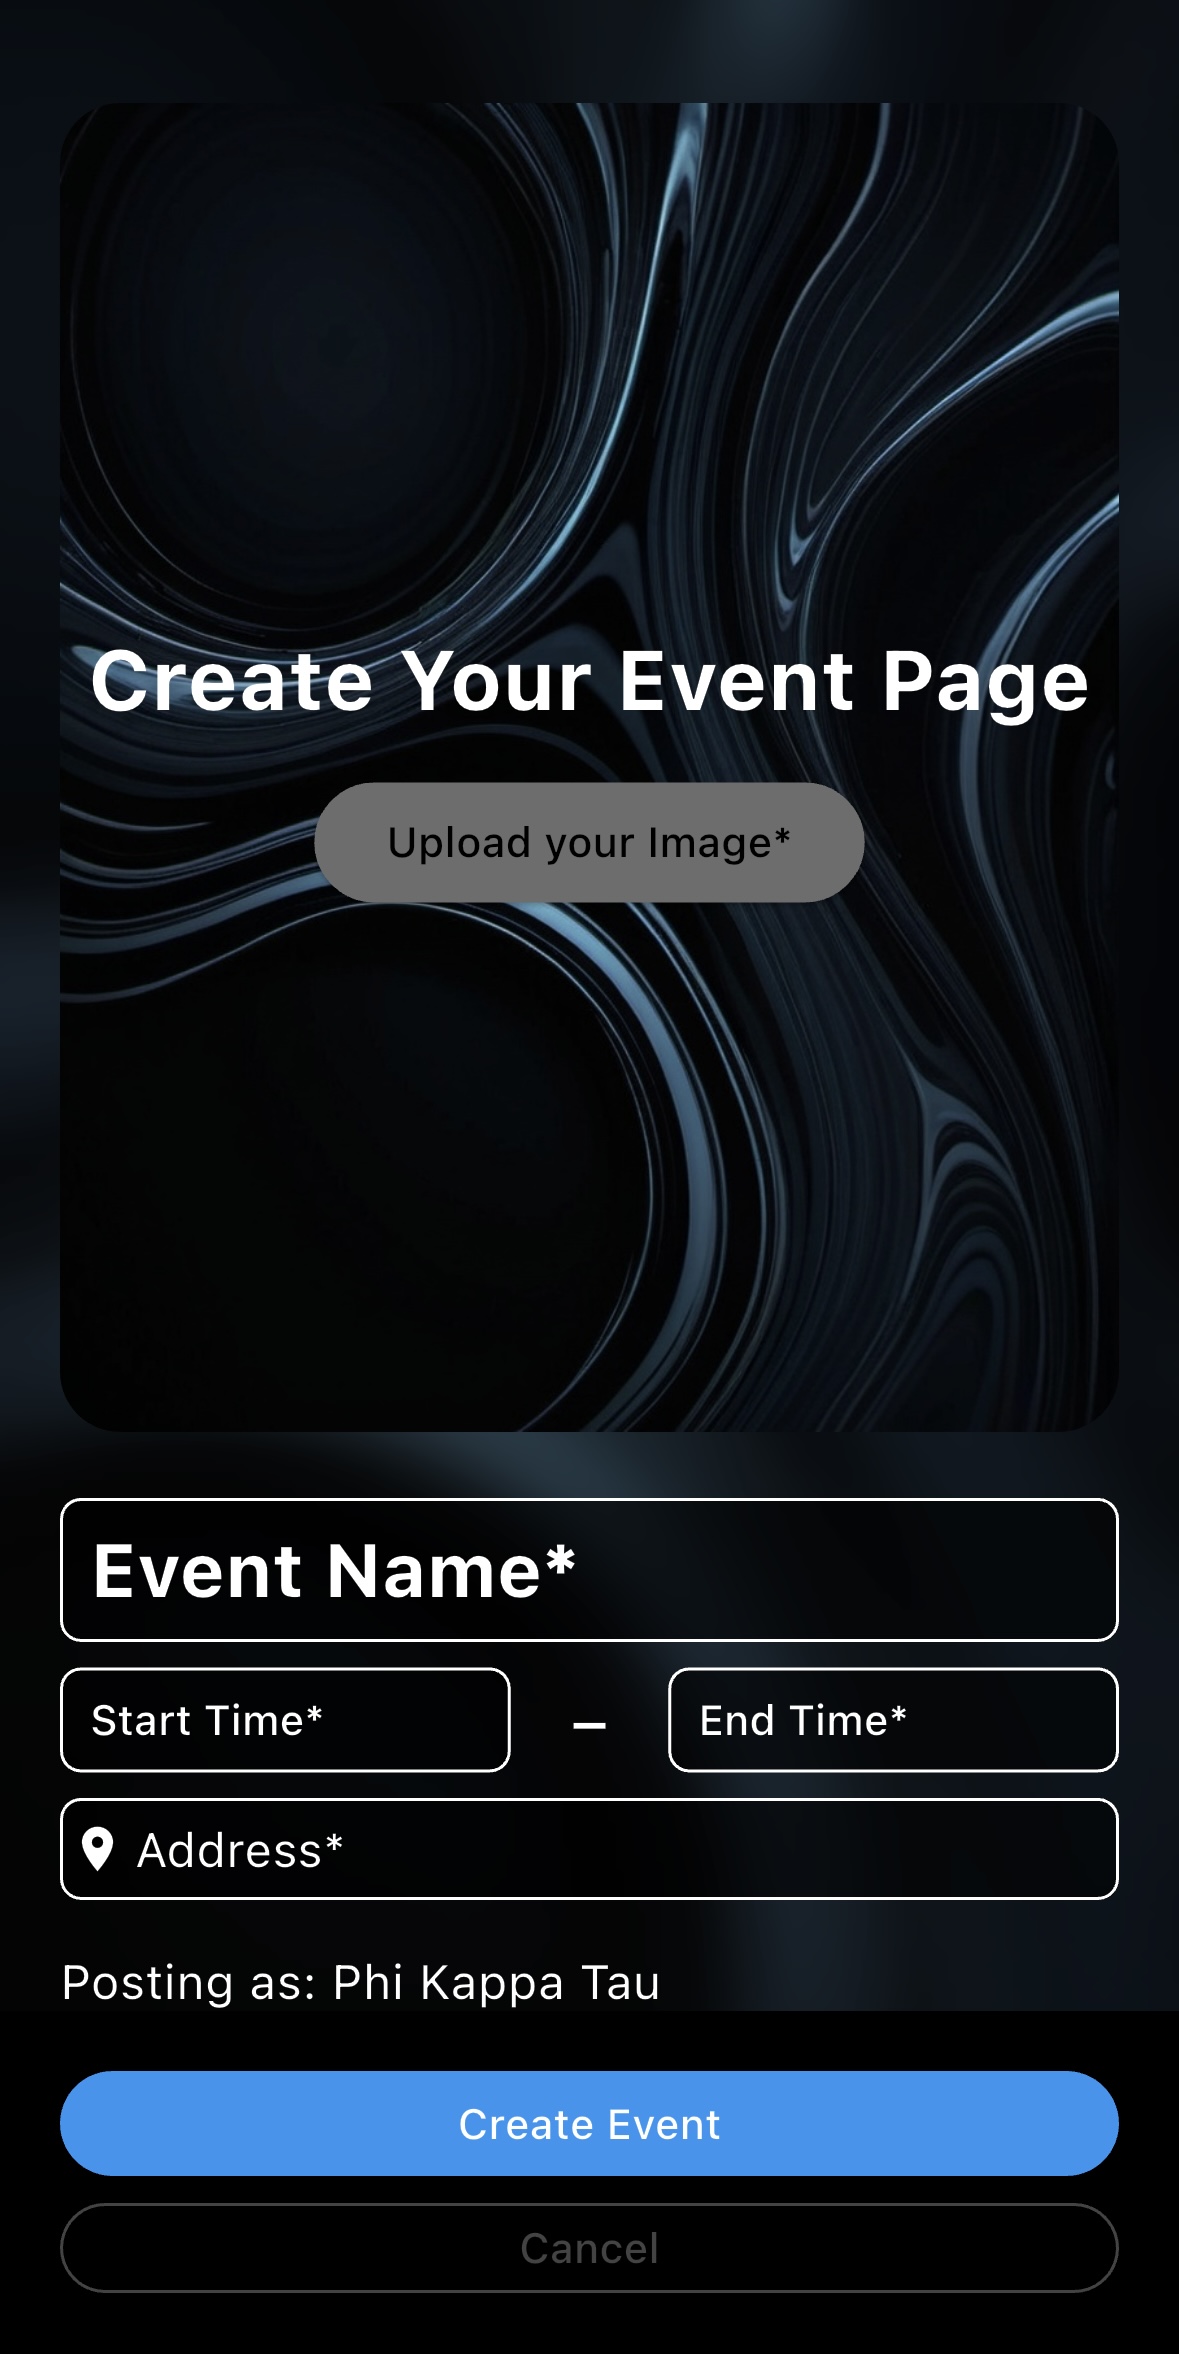 Create Your Event Page
Upload your Image*
Event Name*
Start Time* – End Time*
Address*
Posting as: Phi Kappa Tau
Create Event
Cancel